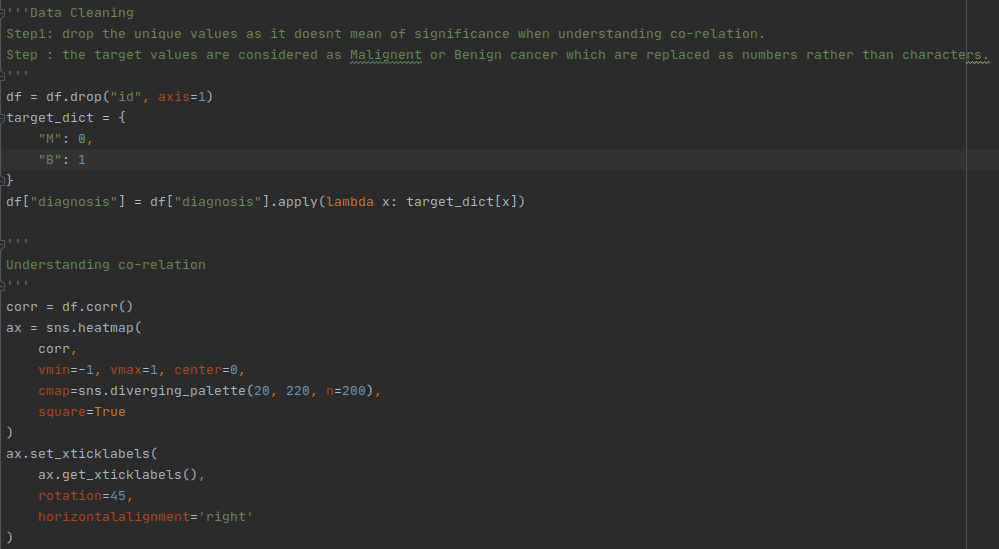 '''Data Cleaning
Step1: drop the unique values as it doesnt mean of significance when understanding co-relation.
Step : the target values are considered as Malignent or Benign cancer which are replaced as numbers rather than characters.
'''
df = df.drop("id", axis=1)
target_dict = {
    "M": 0,
    "B": 1
}
df["diagnosis"] = df["diagnosis"].apply(lambda x: target_dict[x])

'''
Understanding co-relation
'''
corr = df.corr()
ax = sns.heatmap(
    corr,
    vmin=-1, vmax=1, center=0,
    cmap=sns.diverging_palette(20, 220, n=200),
    square=True
)
ax.set_xticklabels(
    ax.get_xticklabels(),
    rotation=45,
    horizontalalignment='right'
)